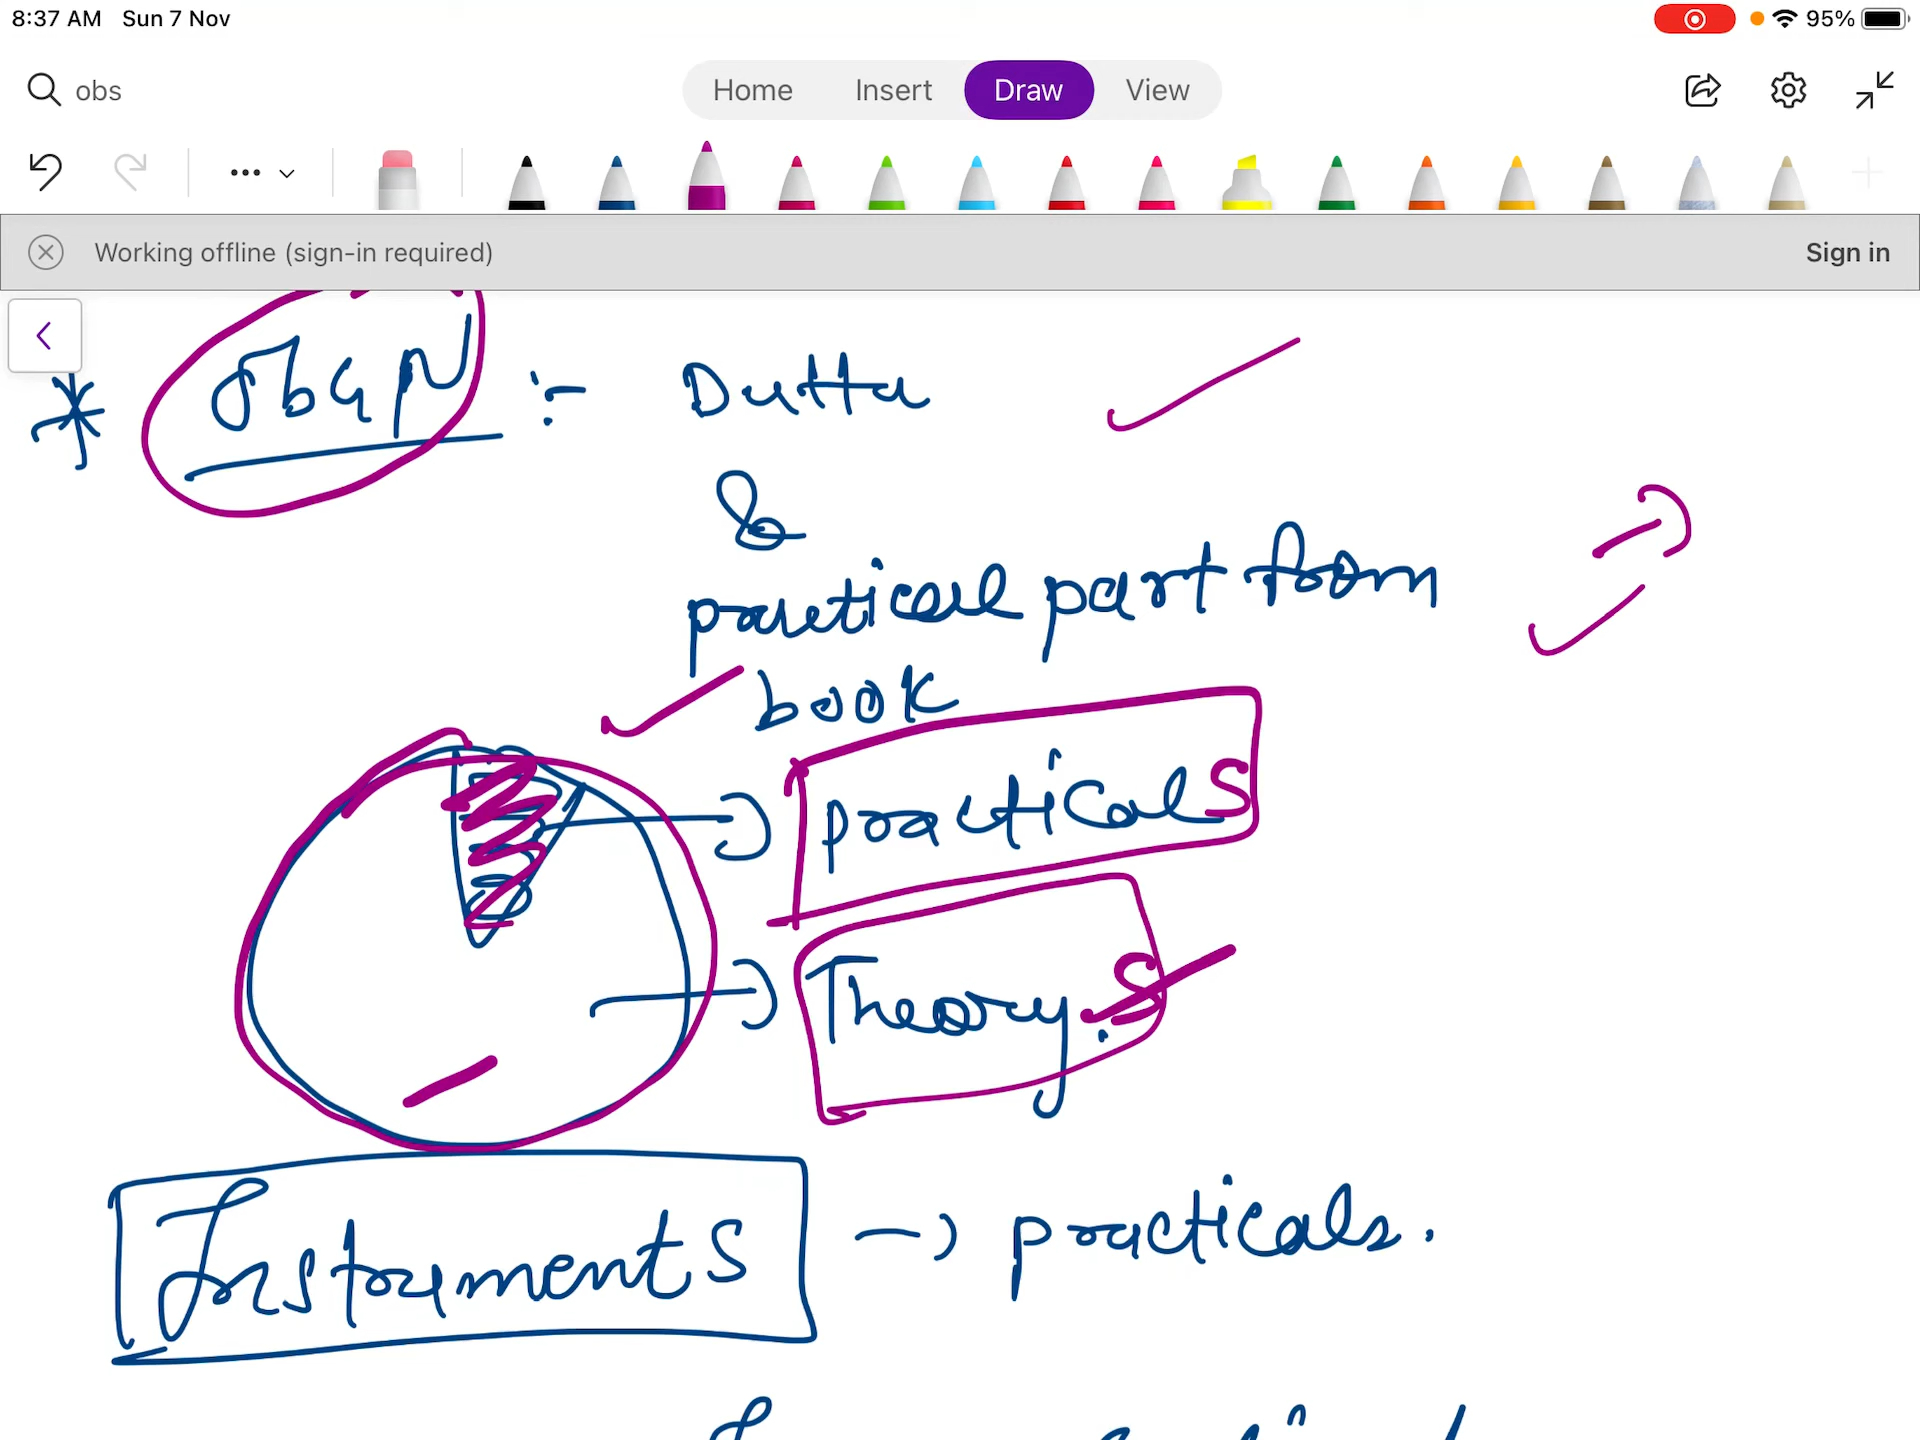 8:37 AM Sun 7 Nov 95%
obs Home Insert Draw View
Working offline (sign-in required) Sign in
* :- Dutta
&
practical part from
book
practicals
Theory.s
Instruments → practicals.